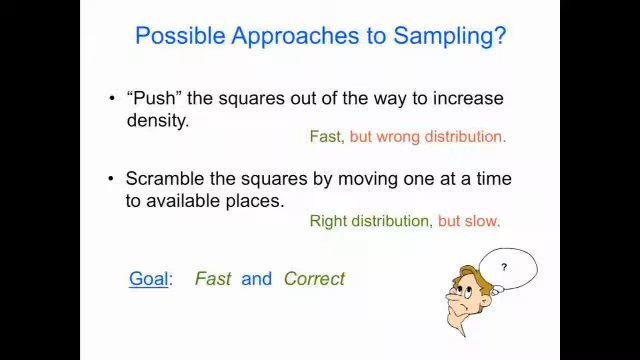 Possible Approaches to Sampling?
• “Push” the squares out of the way to increase
density.
Fast, but wrong distribution.
• Scramble the squares by moving one at a time
to available places.
Right distribution, but slow.
?
Goal: Fast and Correct